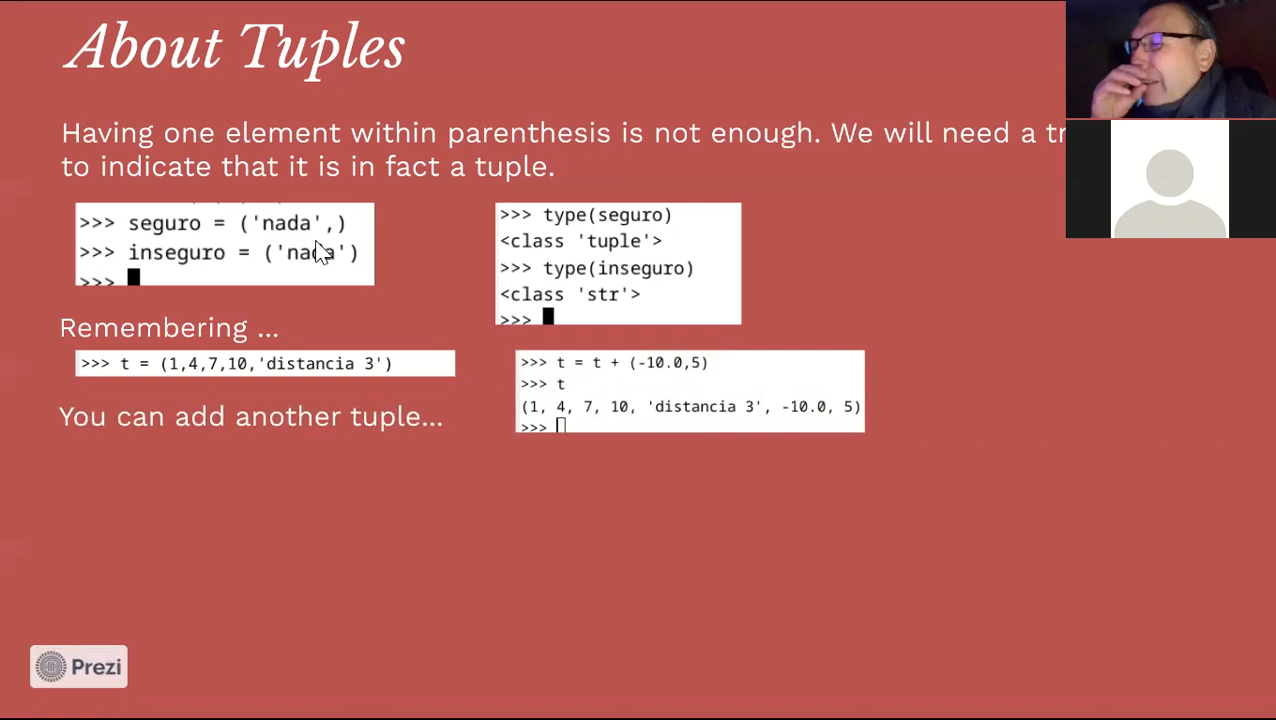 About Tuples
Having one element within parenthesis is not enough. We will need a
to indicate that it is in fact a tuple.
>>> seguro = ('nada',)
>>> inseguro = ('nada')
>>>
>>> type(seguro)
<class 'tuple'>
>>> type(inseguro)
<class 'str'>
>>>
Remembering ...
>>> t = (1,4,7,10,'distancia 3')
You can add another tuple...
>>> t = t + (-10.0,5)
>>> t
(1, 4, 7, 10, 'distancia 3', -10.0, 5)
>>>
Prezi